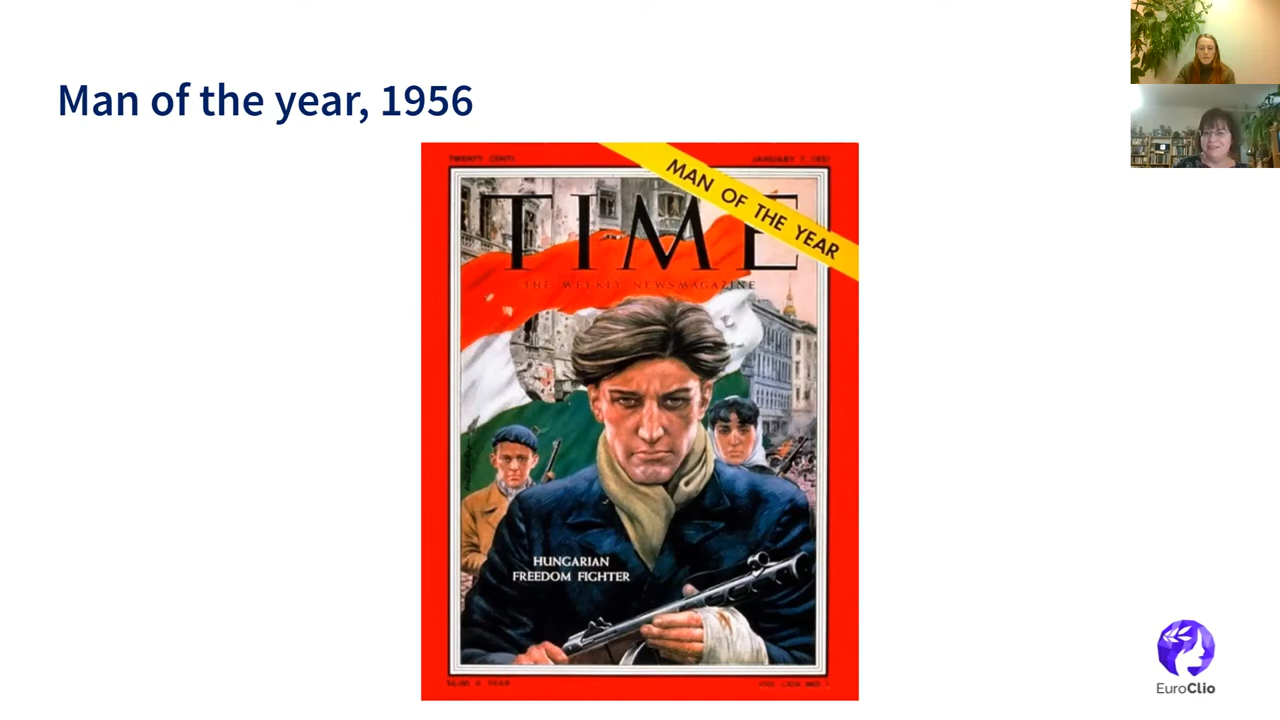 Man of the year, 1956
TWENTY CENTS
JANUARY 7, 1957
MAN OF THE YEAR
TIME
THE WEEKLY NEWSMAGAZINE
HUNGARIAN
FREEDOM FIGHTER
EuroClio